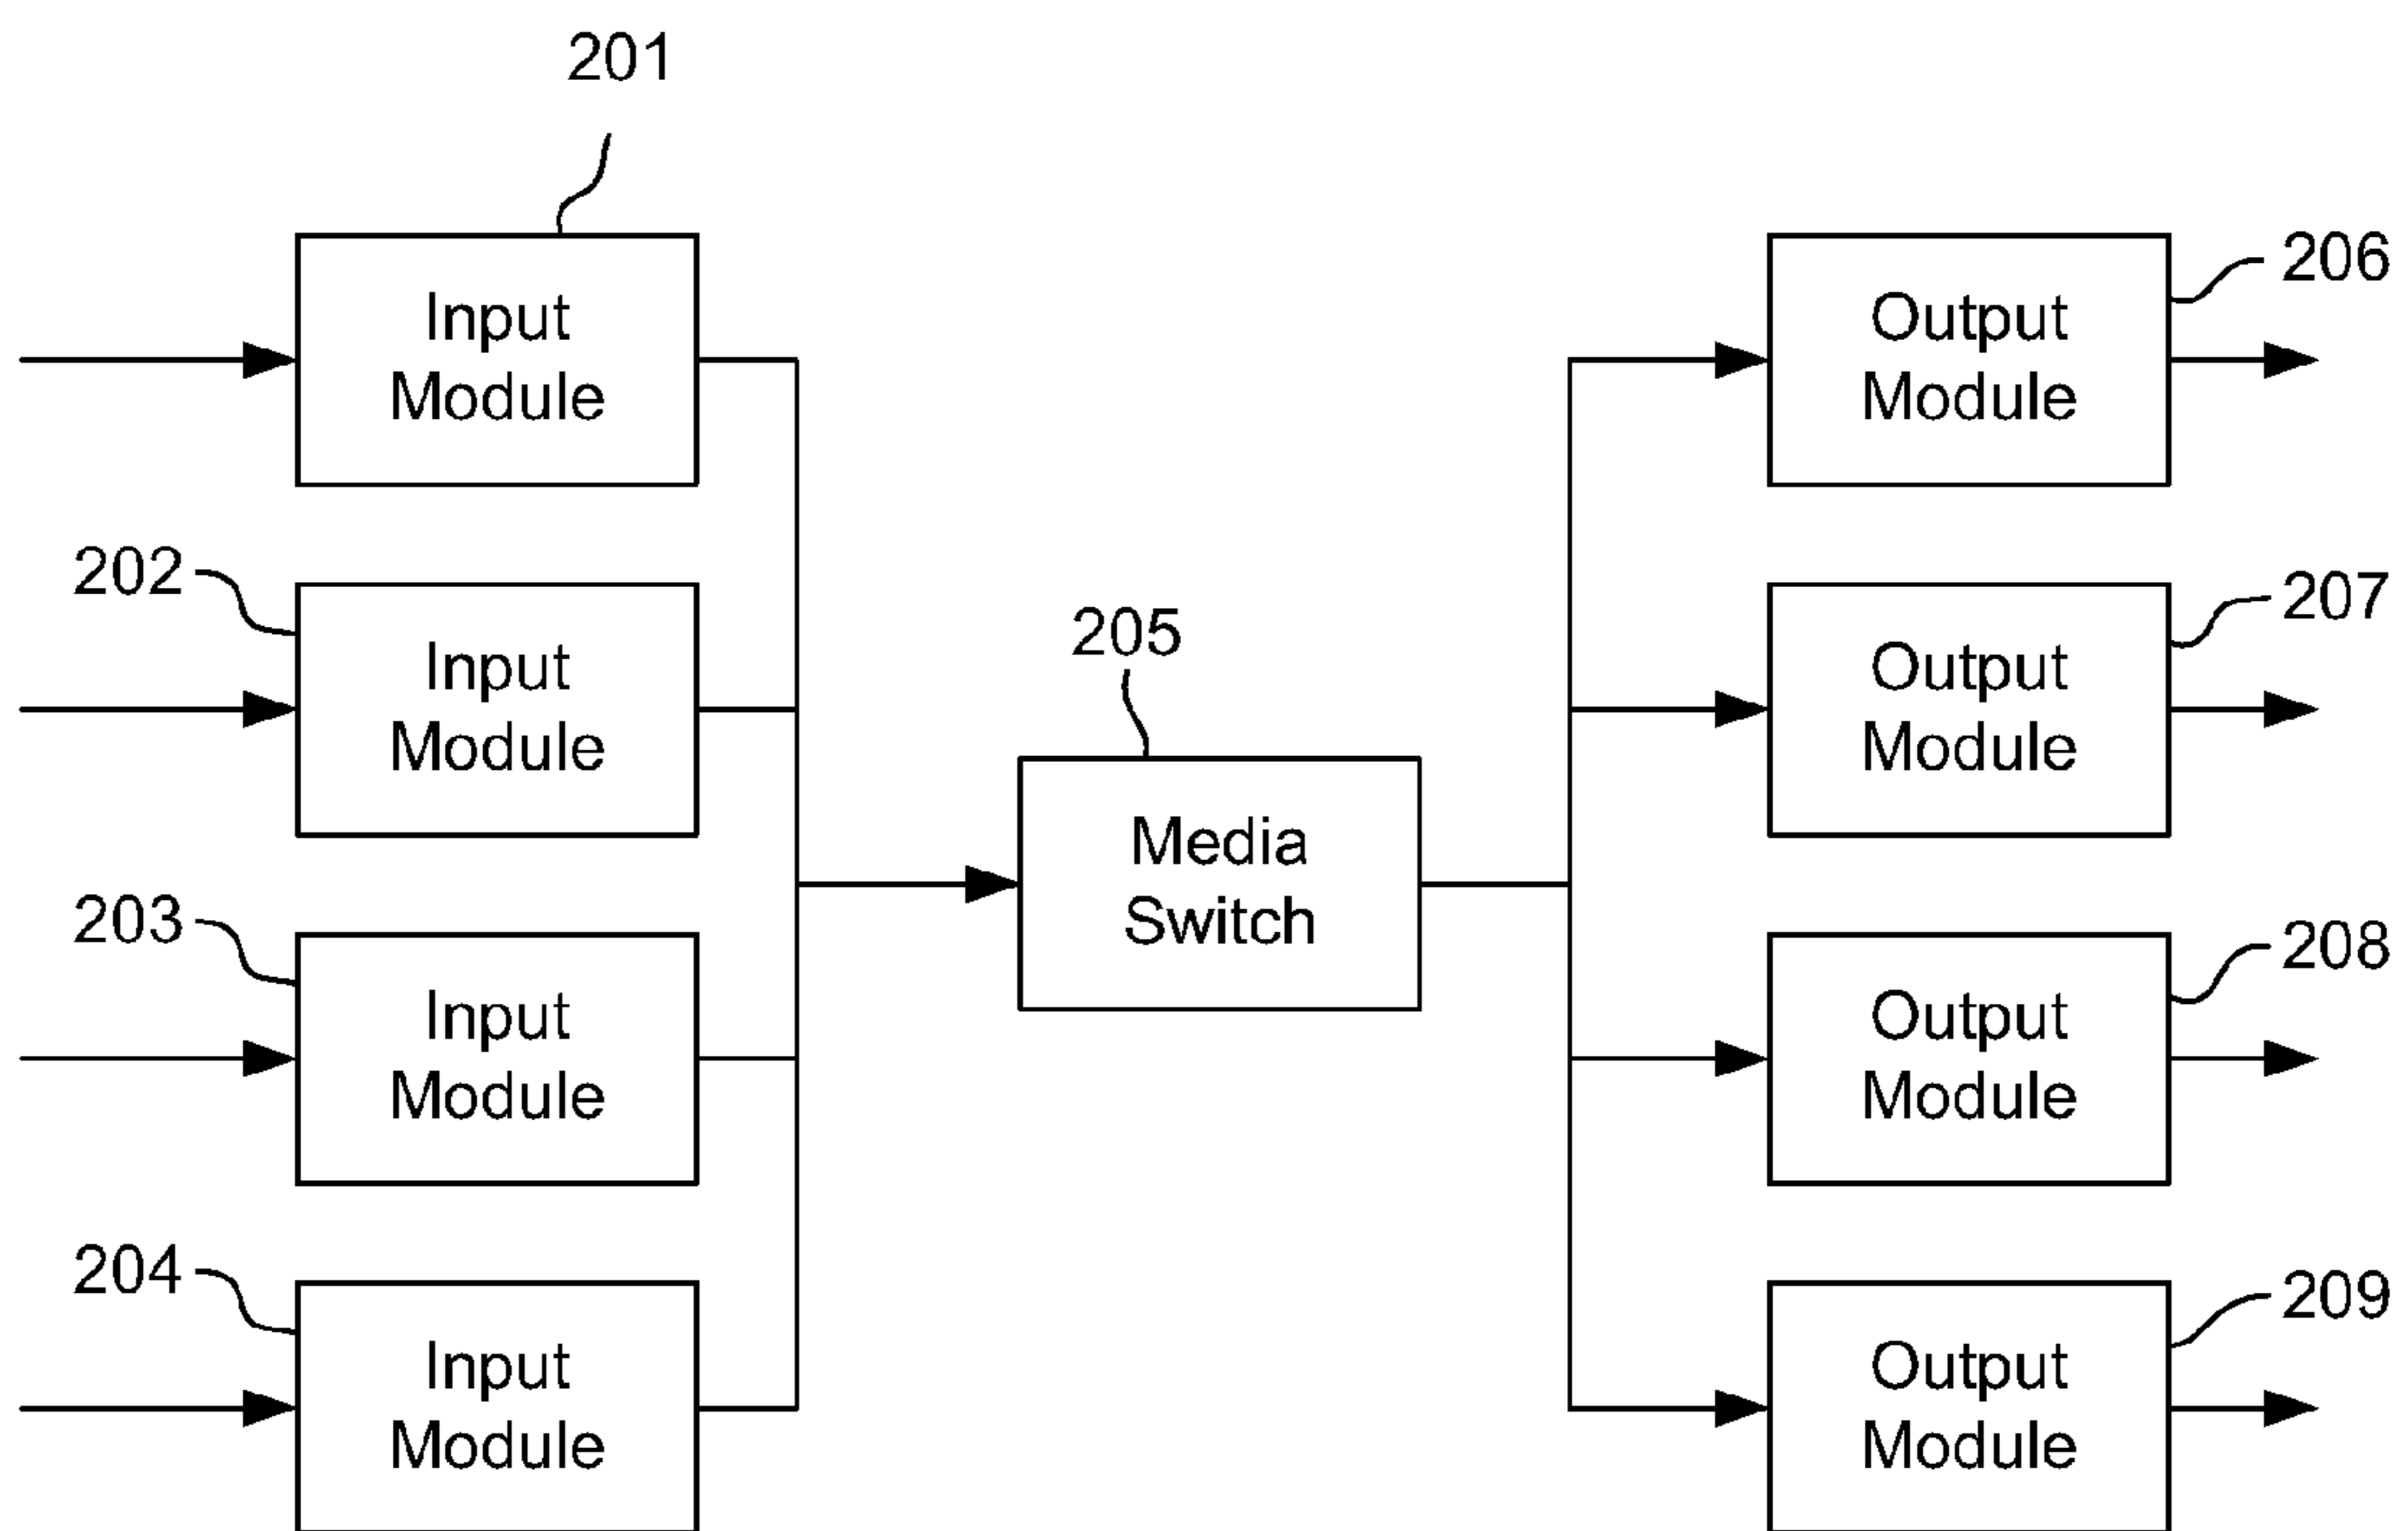 201
Input
Module
206
Output
Module
202
Input
Module
207
Output
Module
205
Media
Switch
203
Input
Module
208
Output
Module
204
Input
Module
209
Output
Module